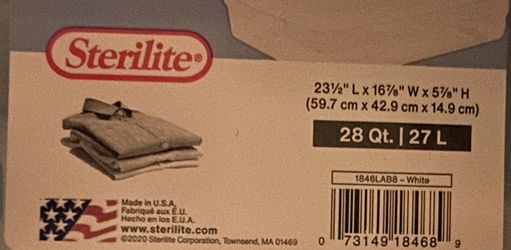 Sterilite®
23½" L x 16⅞" W x 5⅞" H
(59.7 cm x 42.9 cm x 14.9 cm)
28 Qt. | 27 L
1846LAB8 - White
Made in U.S.A.
Fabriqué aux É.U.
Hecho en los E.U.
www.sterilite.com
©2020 Sterilite Corporation, Townsend, MA 01469
0 73149 18468 9